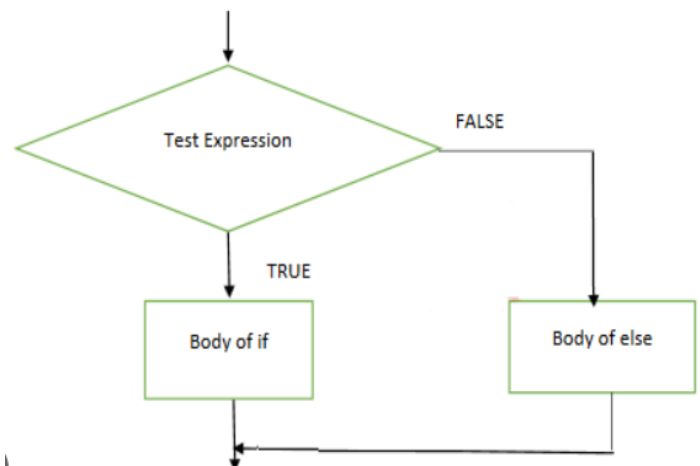 Test Expression
FALSE
TRUE
Body of if
Body of else